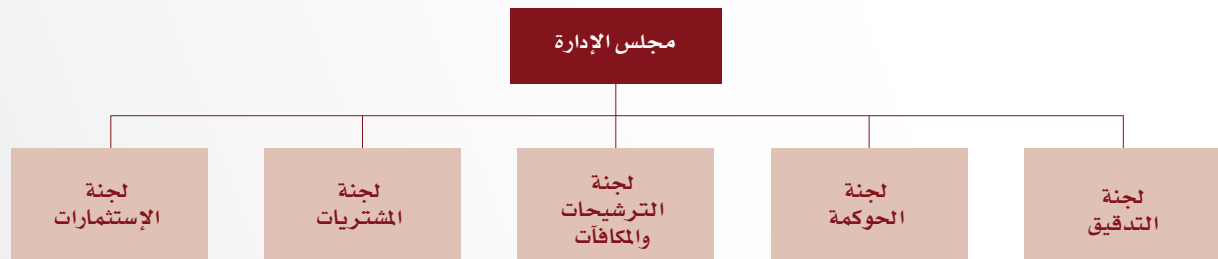 مجلس الإدارة
لجنة
التدقيق
لجنة
الحوكمة
لجنة
الترشيحات
والمكافآت
لجنة
المشتريات
لجنة
الإستثمارات